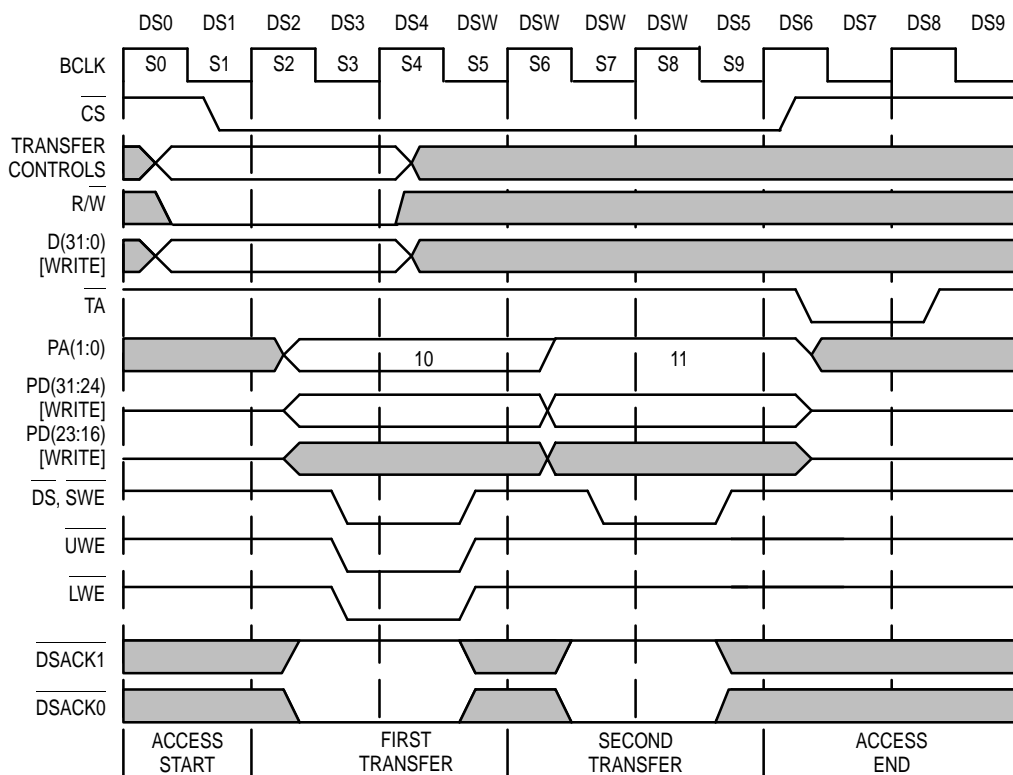 DS0 DS1 DS2 DS3 DS4 DSW DSW DSW DSW DS5 DS6 DS7 DS8 DS9
BCLK S0 S1 S2 S3 S4 S5 S6 S7 S8 S9
CS
TRANSFER
CONTROLS
R/W
D(31:0)
[WRITE]
TA
PA(1:0) 10 11
PD(31:24)
[WRITE]
PD(23:16)
[WRITE]
DS, SWE
UWE
LWE
DSACK1
DSACK0
ACCESS
START
FIRST
TRANSFER
SECOND
TRANSFER
ACCESS
END